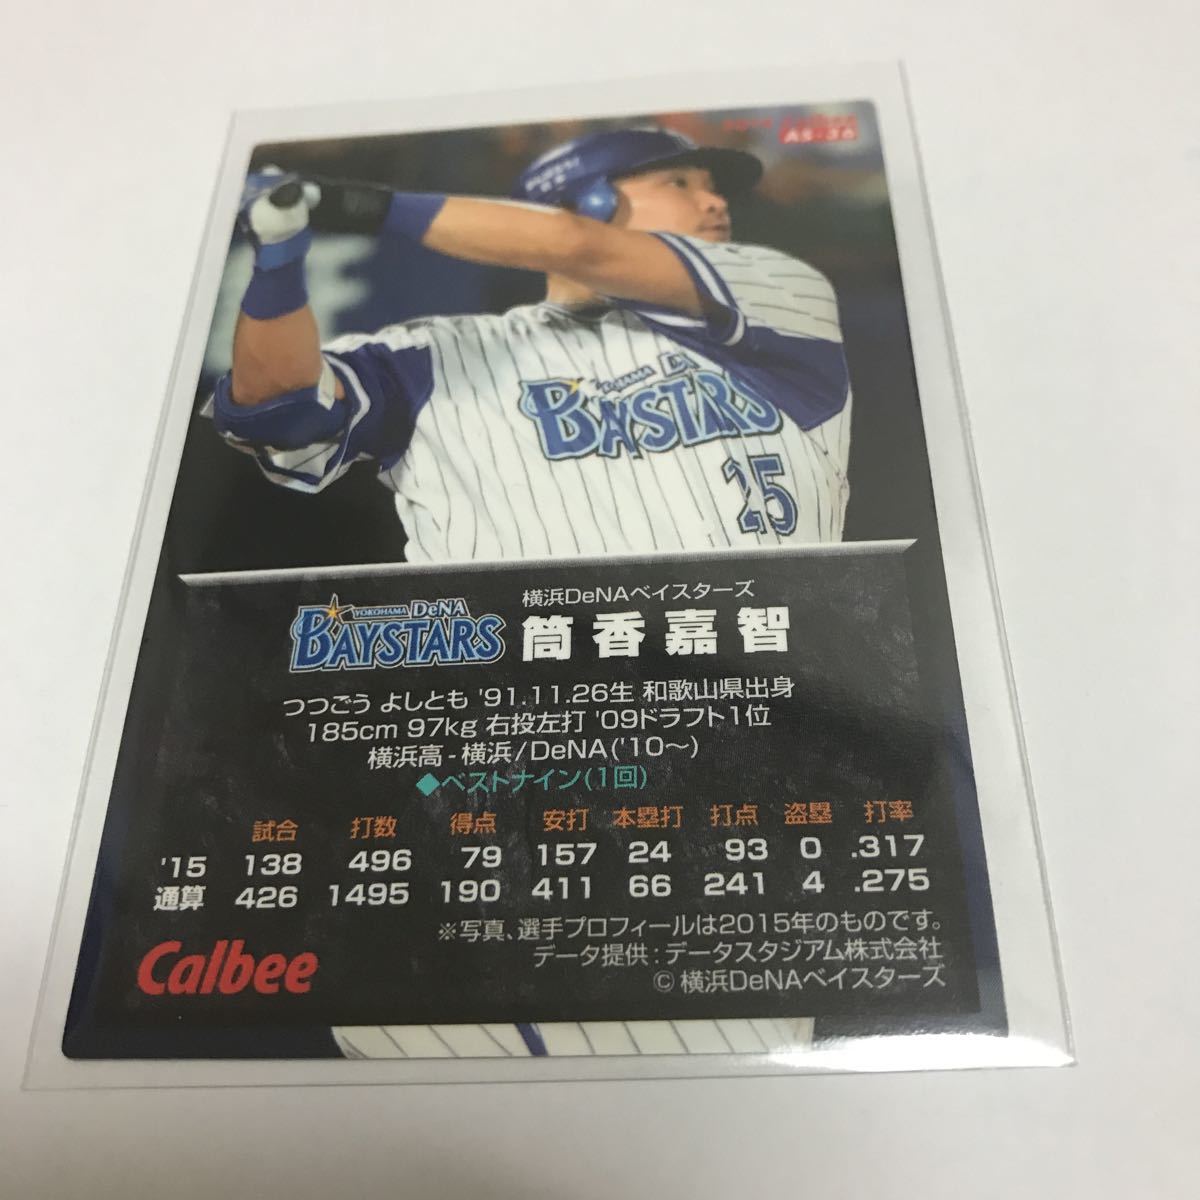 2016 Calbee
AS-36
YOKOHAMA DeNA
BAYSTARS
25
YOKOHAMA DeNA
BAYSTARS
横浜DeNAベイスターズ
筒香嘉智
つつごう よしとも '91.11.26生 和歌山県出身
185cm 97kg 右投左打 '09ドラフト1位
横浜高-横浜/DeNA('10～)
◆ベストナイン(1回)
試合 打数 得点 安打 本塁打 打点 盗塁 打率
'15 138 496 79 157 24 93 0 .317
通算 426 1495 190 411 66 241 4 .275
※写真、選手プロフィールは2015年のものです。
データ提供：データスタジアム株式会社
Calbee
©横浜DeNAベイスターズ